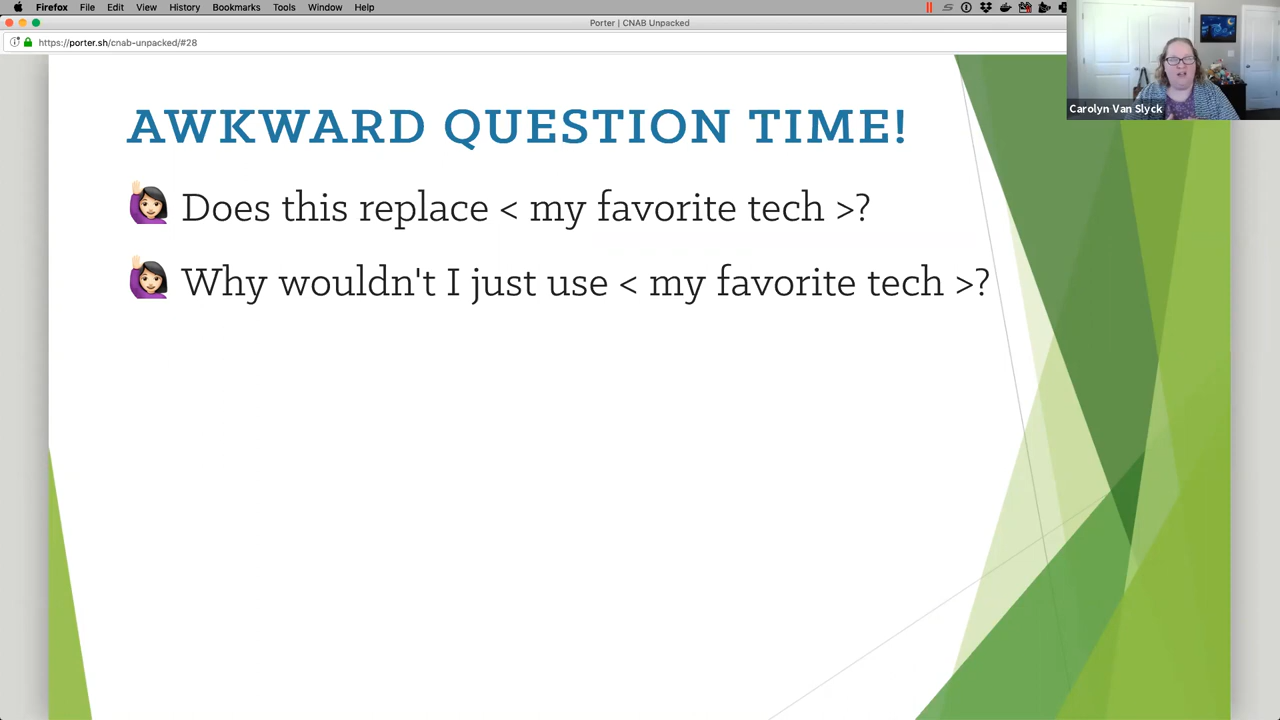 Firefox File Edit View History Bookmarks Tools Window Help
Porter | CNAB Unpacked
https://porter.sh/cnab-unpacked/#28
Carolyn Van Slyck
AWKWARD QUESTION TIME!
Does this replace < my favorite tech >?
Why wouldn't I just use < my favorite tech >?